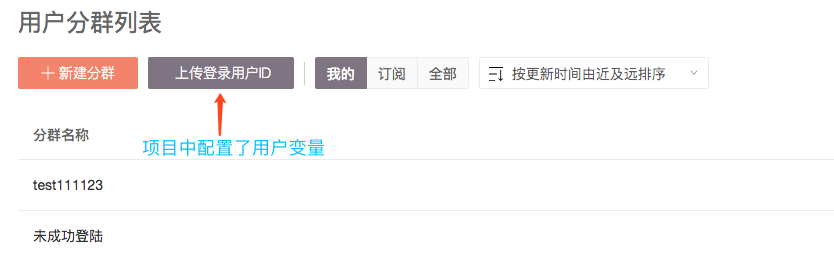 用户分群列表
新建分群 上传登录用户ID 我的 订阅 全部 按更新时间由近及远排序
分群名称
项目中配置了用户变量
test111123
未成功登陆